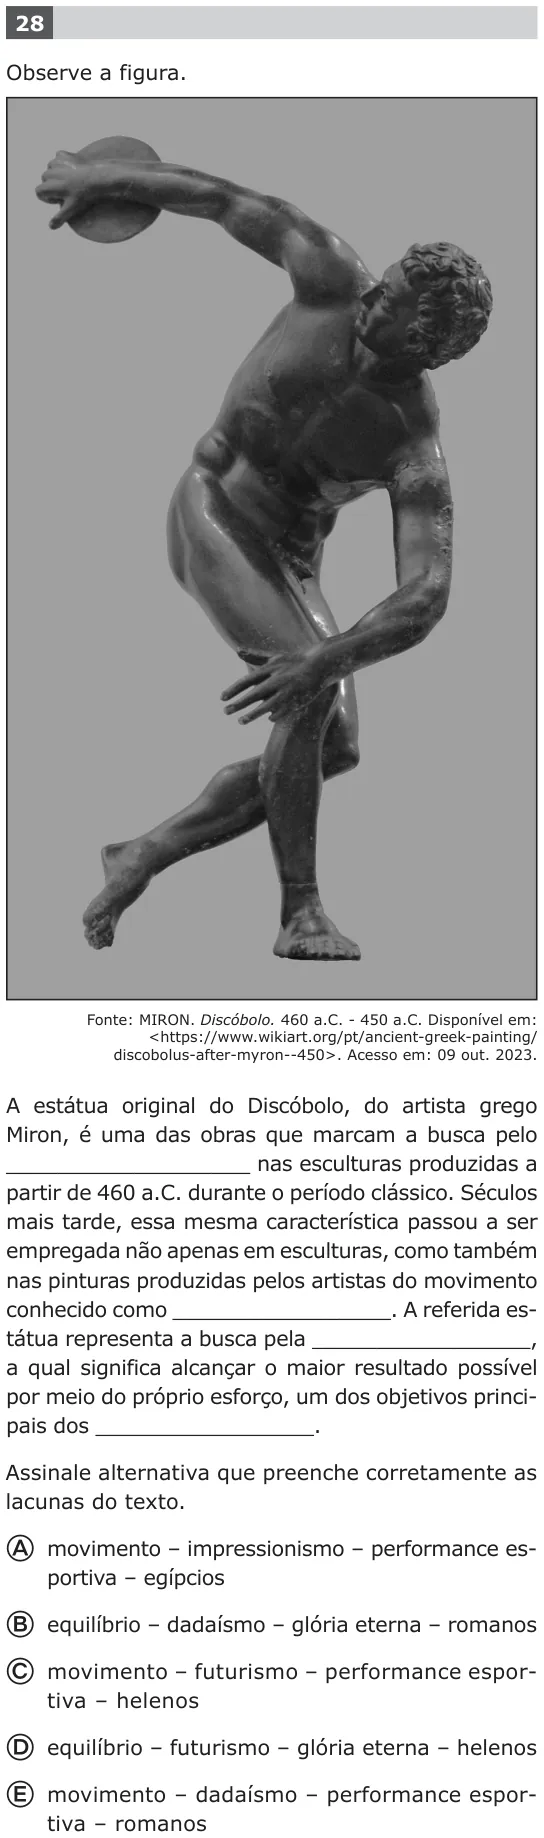 28
Observe a figura.
Fonte: MIRON. Discóbolo. 460 a.C. - 450 a.C. Disponível em:
<https://www.wikiart.org/pt/ancient-greek-painting/
discobolus-after-myron--450>. Acesso em: 09 out. 2023.
A estátua original do Discóbolo, do artista grego
Miron, é uma das obras que marcam a busca pelo
____________________ nas esculturas produzidas a
partir de 460 a.C. durante o período clássico. Séculos
mais tarde, essa mesma característica passou a ser
empregada não apenas em esculturas, como também
nas pinturas produzidas pelos artistas do movimento
conhecido como __________________. A referida es-
tátua representa a busca pela __________________,
a qual significa alcançar o maior resultado possível
por meio do próprio esforço, um dos objetivos princi-
pais dos __________________.
Assinale alternativa que preenche corretamente as
lacunas do texto.
A movimento – impressionismo – performance es-
portiva – egípcios
B equilíbrio – dadaísmo – glória eterna – romanos
C movimento – futurismo – performance espor-
tiva – helenos
D equilíbrio – futurismo – glória eterna – helenos
E movimento – dadaísmo – performance espor-
tiva – romanos